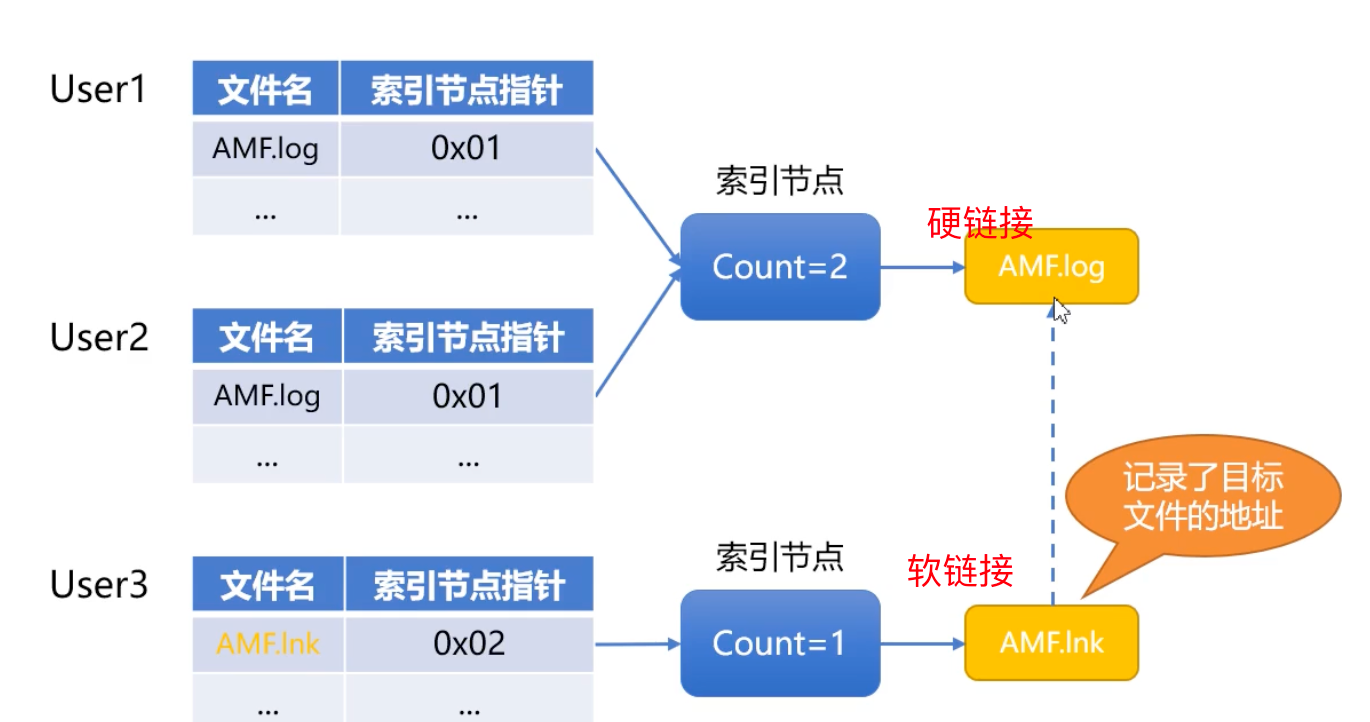 User1
文件名 索引节点指针
AMF.log 0x01
... ...
索引节点
硬链接
Count=2
AMF.log
User2
文件名 索引节点指针
AMF.log 0x01
... ...
记录了目标
文件的地址
索引节点
软链接
User3
文件名 索引节点指针
AMF.lnk 0x02
... ...
Count=1
AMF.lnk